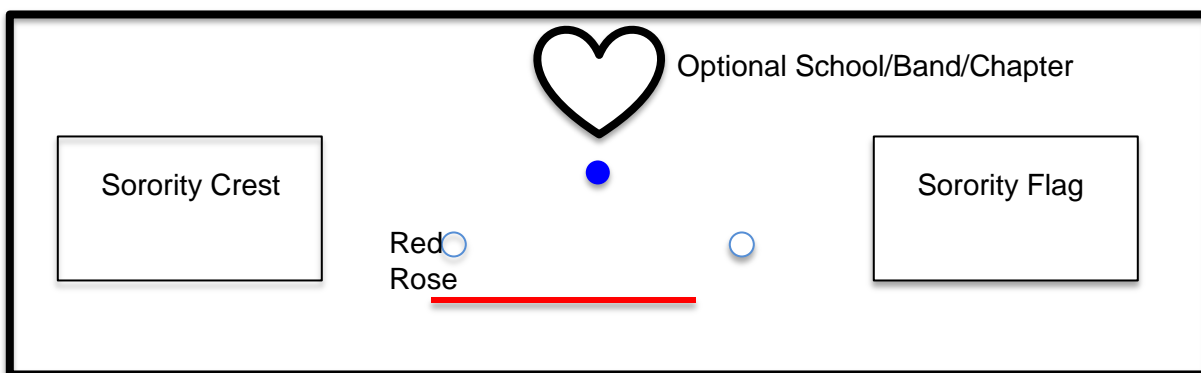 Optional School/Band/Chapter
Sorority Crest
Sorority Flag
Red
Rose